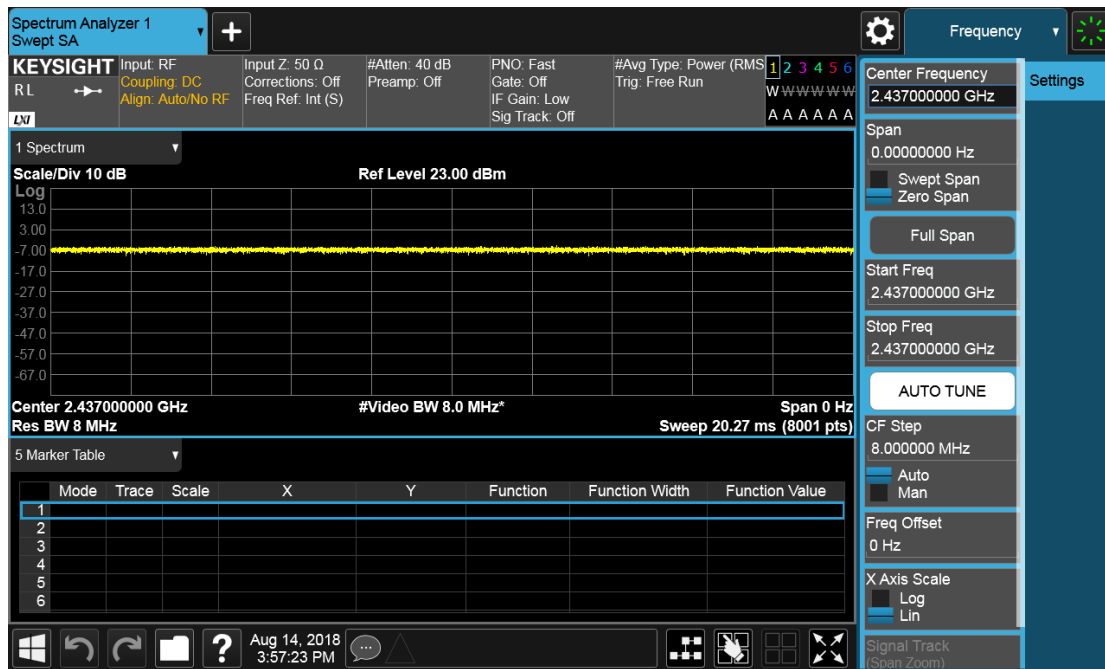 Spectrum Analyzer 1
Swept SA
Frequency
KEYSIGHT
R L
LXI
Input: RF
Coupling: DC
Align: Auto/No RF
Input Z: 50 Ω
Corrections: Off
Freq Ref: Int (S)
#Atten: 40 dB
Preamp: Off
PNO: Fast
Gate: Off
IF Gain: Low
Sig Track: Off
#Avg Type: Power (RMS
Trig: Free Run
1 2 3 4 5 6
W W W W W W
A A A A A A
1 Spectrum
Scale/Div 10 dB
Ref Level 23.00 dBm
Log
13.0
3.00
-7.00
-17.0
-27.0
-37.0
-47.0
-57.0
-67.0
Center 2.437000000 GHz
#Video BW 8.0 MHz*
Span 0 Hz
Res BW 8 MHz
Sweep 20.27 ms (8001 pts)
5 Marker Table
Mode Trace Scale X Y Function Function Width Function Value
1
2
3
4
5
6
Aug 14, 2018
3:57:23 PM
Center Frequency
2.437000000 GHz
Span
0.00000000 Hz
Swept Span
Zero Span
Full Span
Start Freq
2.437000000 GHz
Stop Freq
2.437000000 GHz
AUTO TUNE
CF Step
8.000000 MHz
Auto
Man
Freq Offset
0 Hz
X Axis Scale
Log
Lin
Signal Track
(Span Zoom)
Settings